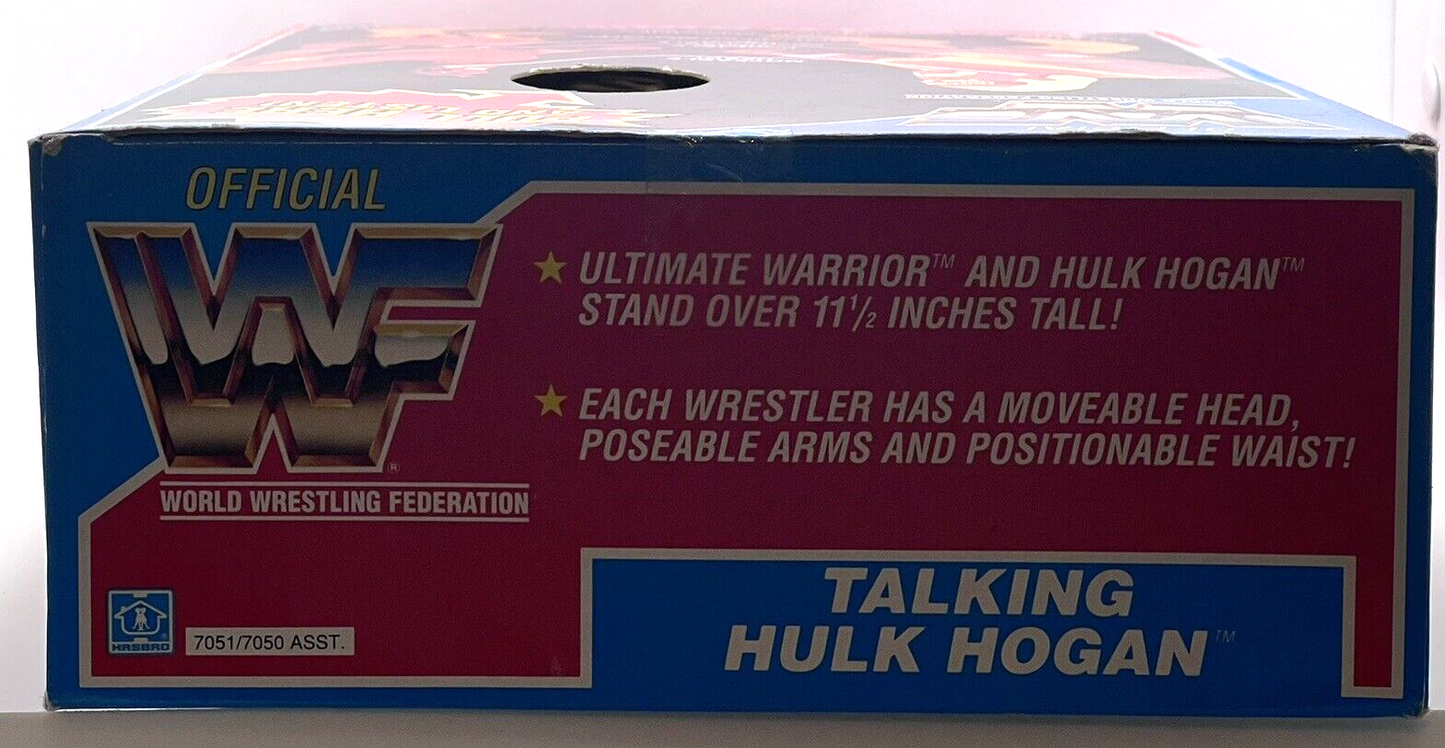 OFFICIAL
WF
®
WORLD WRESTLING FEDERATION
★ ULTIMATE WARRIOR™ AND HULK HOGAN™
STAND OVER 11½ INCHES TALL!
★ EACH WRESTLER HAS A MOVEABLE HEAD,
POSEABLE ARMS AND POSITIONABLE WAIST!
HASBRO
®
7051/7050 ASST.
TALKING
HULK HOGAN™